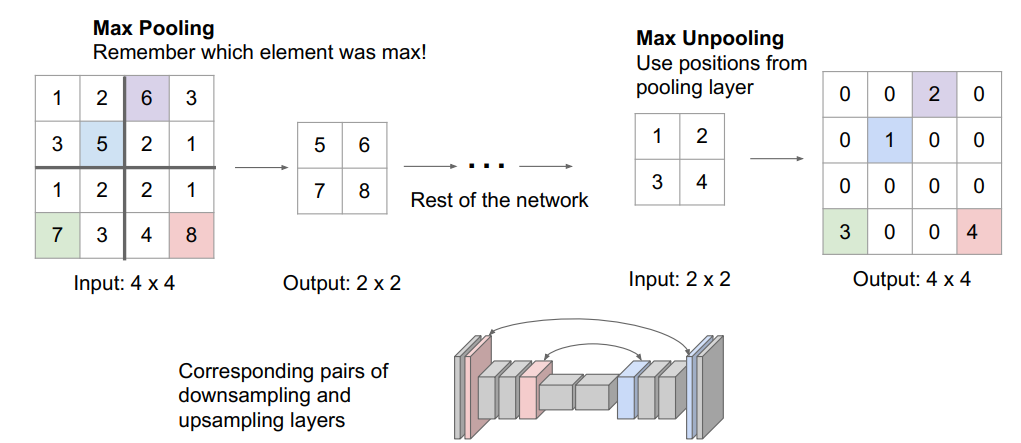 Max Pooling
Remember which element was max!
1 2 6 3
3 5 2 1
1 2 2 1
7 3 4 8
Input: 4 x 4
5 6
7 8
Output: 2 x 2
...
Rest of the network
Max Unpooling
Use positions from
pooling layer
1 2
3 4
Input: 2 x 2
0 0 2 0
0 1 0 0
0 0 0 0
3 0 0 4
Output: 4 x 4
Corresponding pairs of
downsampling and
upsampling layers